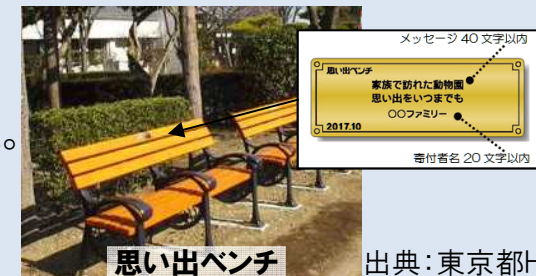 メッセージ 40 文字以内
思い出ベンチ
家族で訪れた動物園
思い出をいつまでも
〇〇ファミリー
2017.10
寄付者名 20 文字以内
。
思い出ベンチ
出典:東京都H